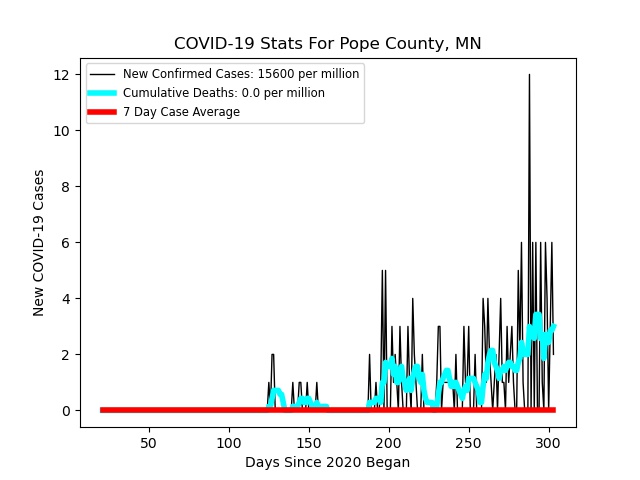 COVID-19 Stats For Pope County, MN
New Confirmed Cases: 15600 per million
Cumulative Deaths: 0.0 per million
7 Day Case Average
12
10
8
6
4
2
0
New COVID-19 Cases
50 100 150 200 250 300
Days Since 2020 Began